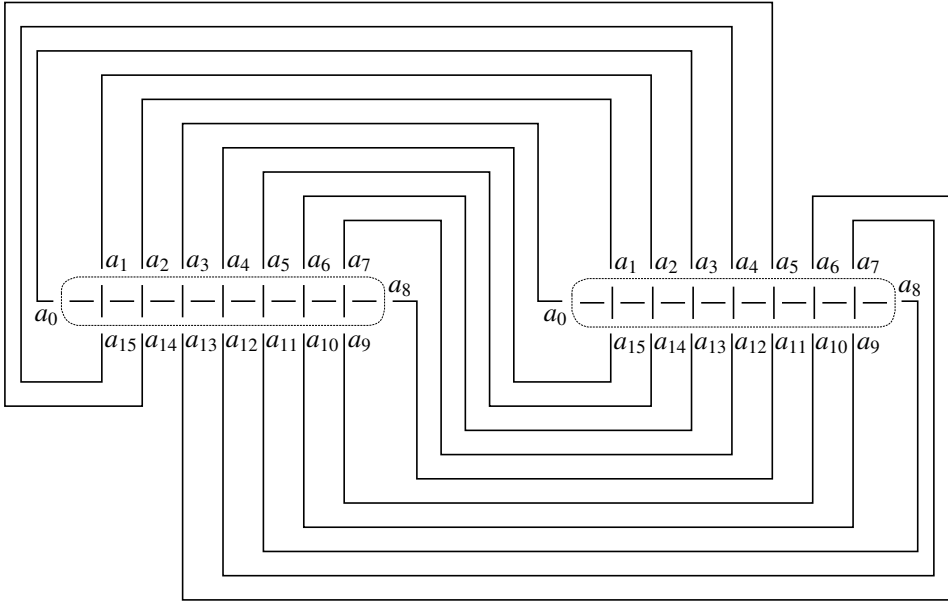 a₁ a₂ a₃ a₄ a₅ a₆ a₇ a₁ a₂ a₃ a₄ a₅ a₆ a₇
a₀ a₈ a₀ a₈
a₁₅ a₁₄ a₁₃ a₁₂ a₁₁ a₁₀ a₉ a₁₅ a₁₄ a₁₃ a₁₂ a₁₁ a₁₀ a₉